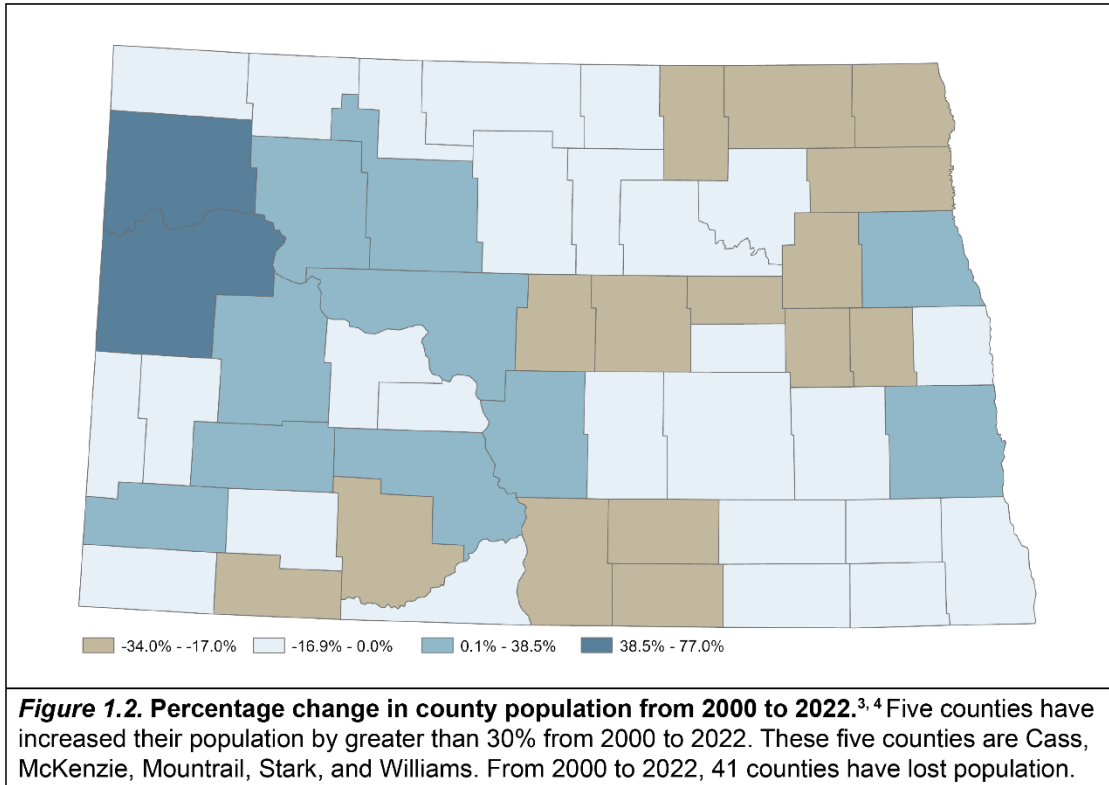 -34.0% - -17.0% -16.9% - 0.0% 0.1% - 38.5% 38.5% - 77.0%
Figure 1.2. Percentage change in county population from 2000 to 2022.3, 4 Five counties have
increased their population by greater than 30% from 2000 to 2022. These five counties are Cass,
McKenzie, Mountrail, Stark, and Williams. From 2000 to 2022, 41 counties have lost population.